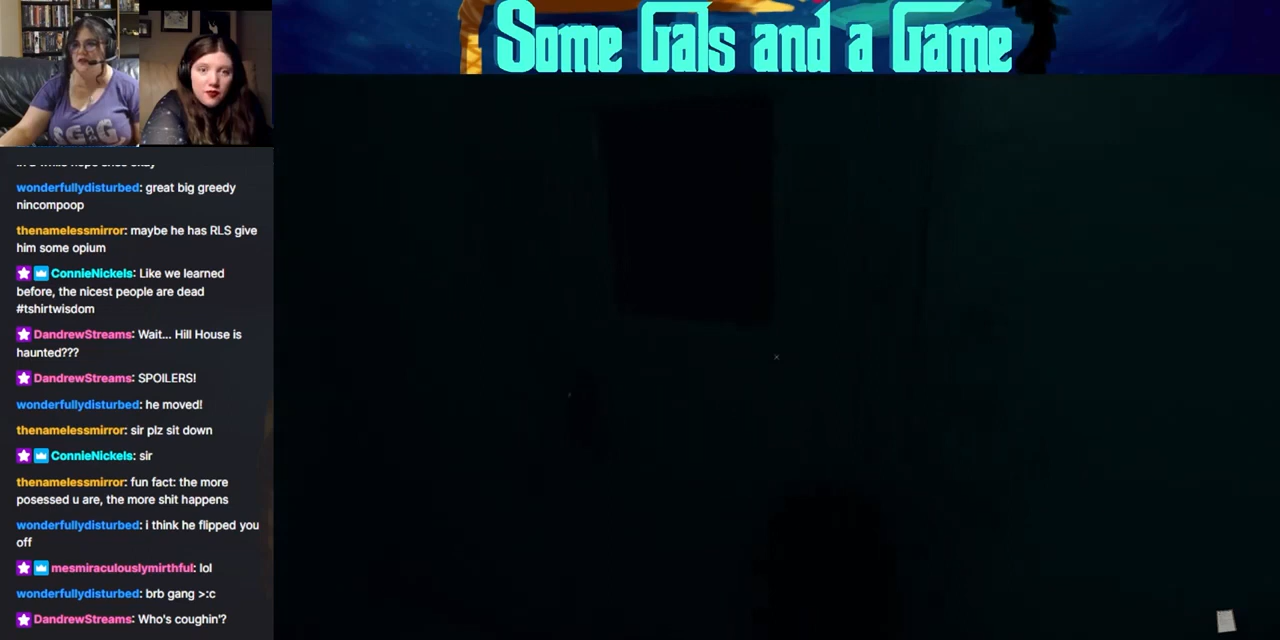 Some Gals and a Game
SGAG
wonderfullydisturbed: great big greedy
nincompoop
thenamelessmirror: maybe he has RLS give
him some opium
ConnieNickels: Like we learned
before, the nicest people are dead
#tshirtwisdom
DandrewStreams: Wait... Hill House is
haunted???
DandrewStreams: SPOILERS!
wonderfullydisturbed: he moved!
thenamelessmirror: sir plz sit down
ConnieNickels: sir
thenamelessmirror: fun fact: the more
posessed u are, the more shit happens
wonderfullydisturbed: i think he flipped you
off
mesmiraculouslymirthful: lol
wonderfullydisturbed: brb gang >:c
DandrewStreams: Who's coughin'?